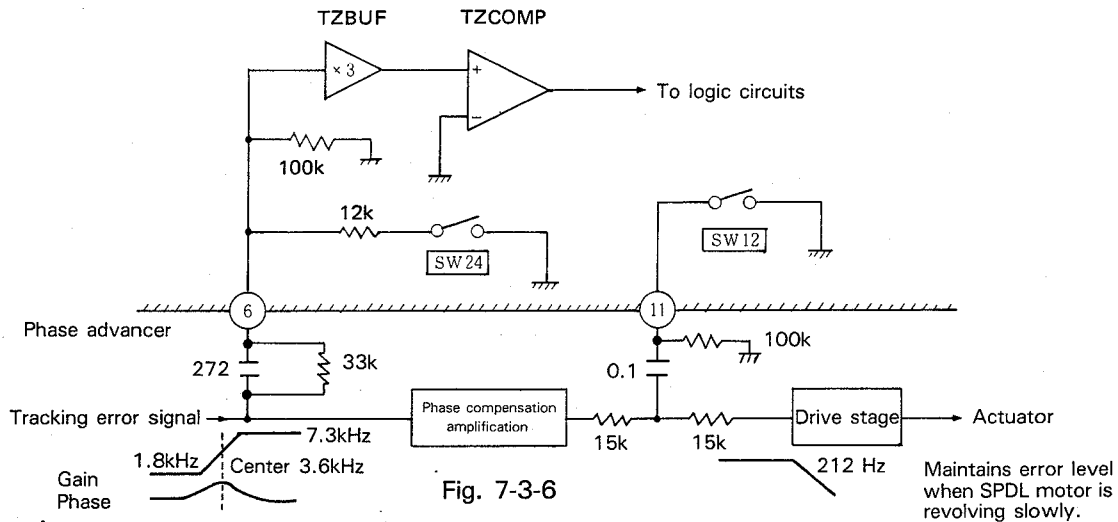 TZBUF
TZCOMP
× 3
+
−
To logic circuits
100k
12k
SW24
SW12
6
11
Phase advancer
272
33k
0.1
100k
Tracking error signal
Phase compensation
amplification
15k
15k
Drive stage
Actuator
7.3kHz
1.8kHz
Center 3.6kHz
Gain
Phase
212 Hz
Maintains error level
when SPDL motor is
revolving slowly.
Fig. 7-3-6